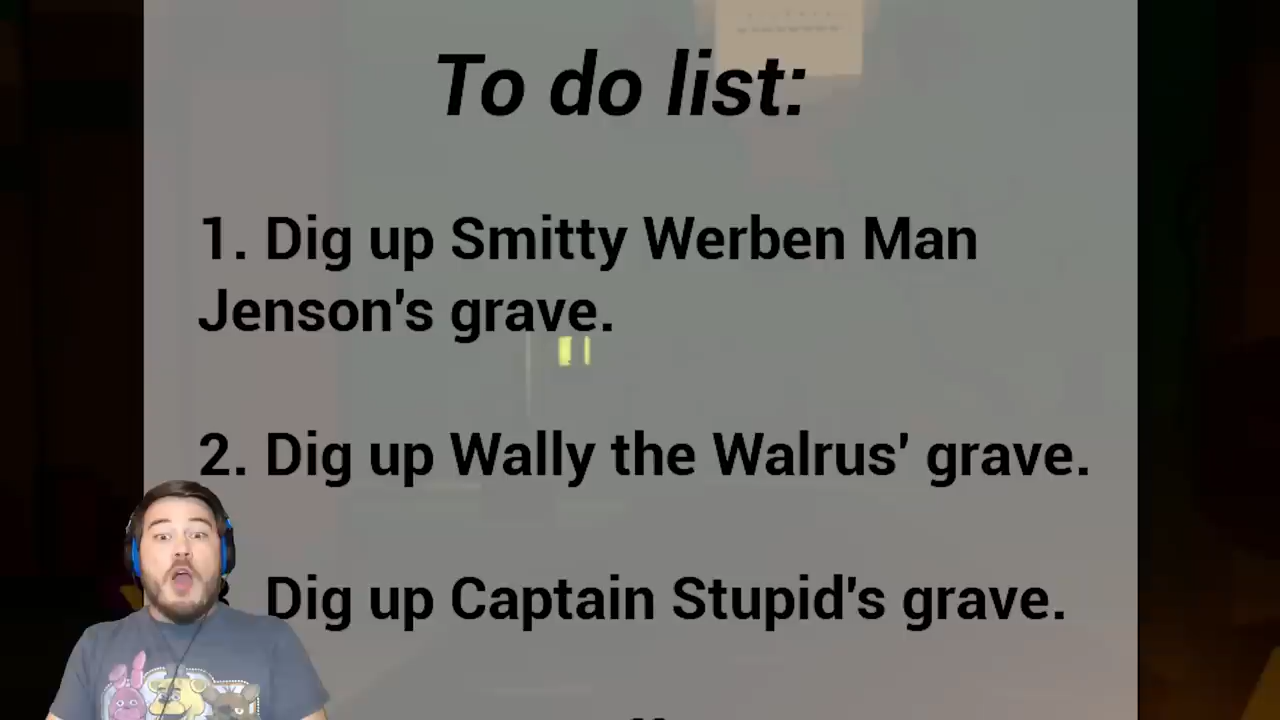 To do list:
1. Dig up Smitty Werben Man
Jenson's grave.
2. Dig up Wally the Walrus' grave.
Dig up Captain Stupid's grave.